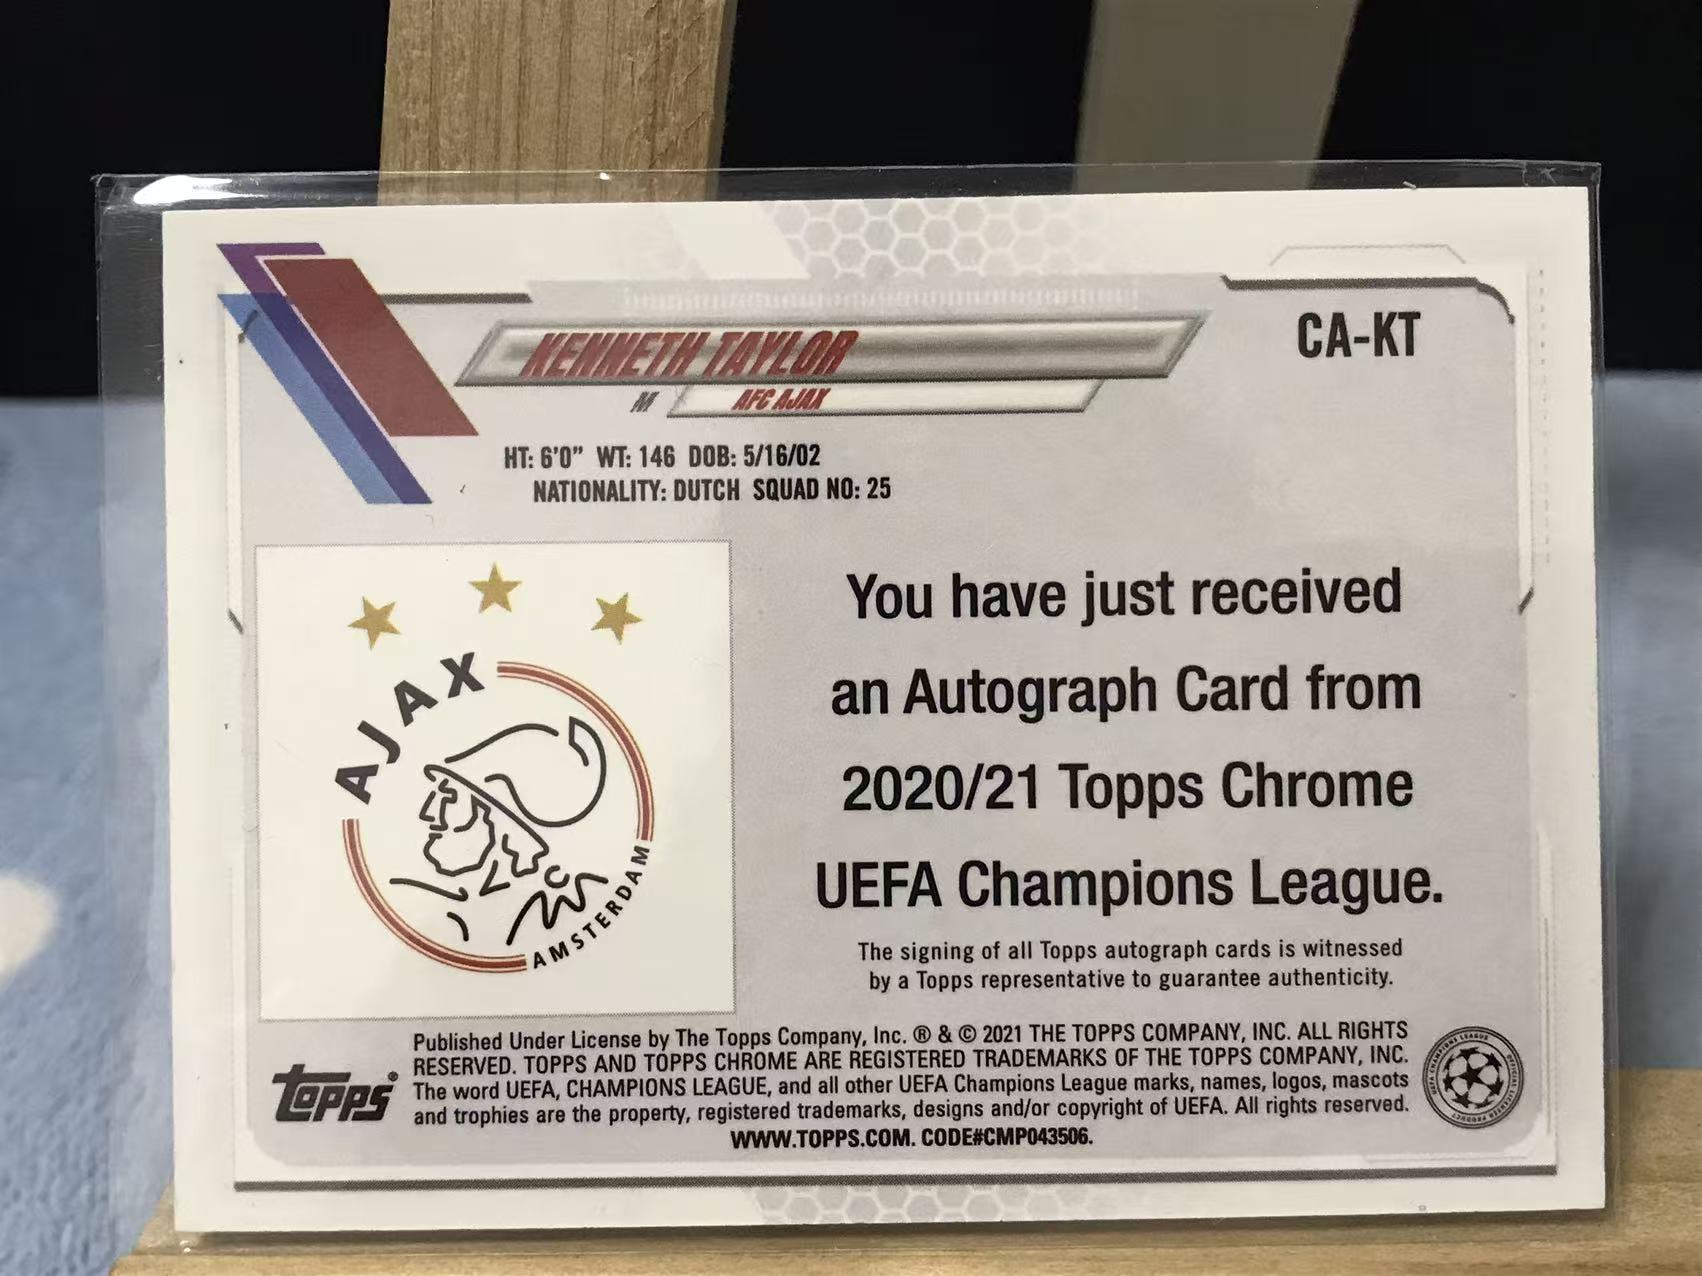 KENNETH TAYLOR
CA-KT
M AFC AJAX
HT: 6'0" WT: 146 DOB: 5/16/02
NATIONALITY: DUTCH SQUAD NO: 25
AJAX
AMSTERDAM
You have just received
an Autograph Card from
2020/21 Topps Chrome
UEFA Champions League.
The signing of all Topps autograph cards is witnessed
by a Topps representative to guarantee authenticity.
Topps®
Published Under License by The Topps Company, Inc. ® & © 2021 THE TOPPS COMPANY, INC. ALL RIGHTS
RESERVED. TOPPS AND TOPPS CHROME ARE REGISTERED TRADEMARKS OF THE TOPPS COMPANY, INC.
The word UEFA, CHAMPIONS LEAGUE, and all other UEFA Champions League marks, names, logos, mascots
and trophies are the property, registered trademarks, designs and/or copyright of UEFA. All rights reserved.
WWW.TOPPS.COM. CODE#CMP043506.
UEFA CHAMPIONS LEAGUE
OFFICIAL LICENSED PRODUCT